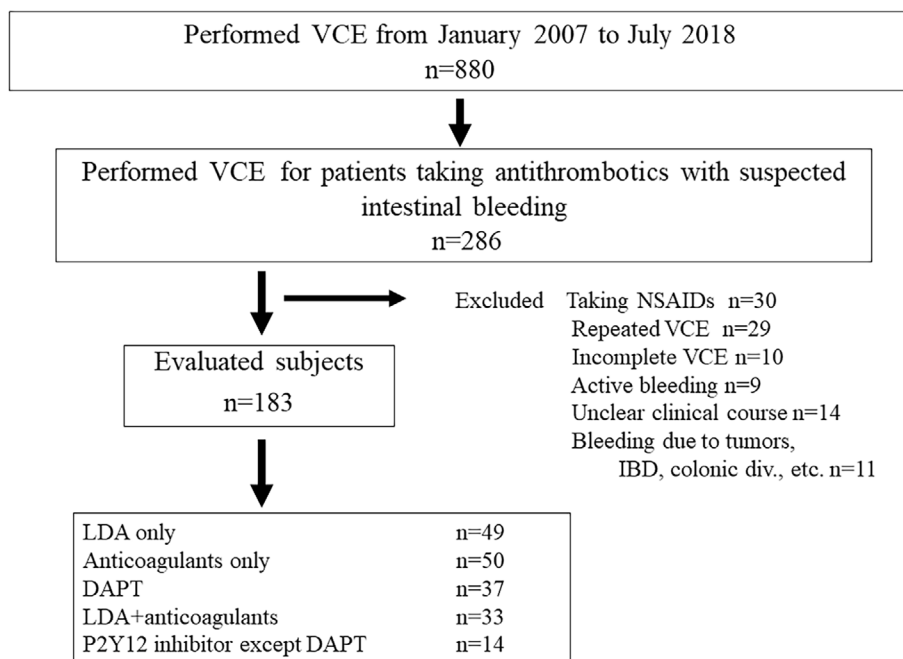 Performed VCE from January 2007 to July 2018
n=880
Performed VCE for patients taking antithrombotics with suspected
intestinal bleeding
n=286
Excluded Taking NSAIDs n=30
Repeated VCE n=29
Incomplete VCE n=10
Active bleeding n=9
Unclear clinical course n=14
Bleeding due to tumors,
IBD, colonic div., etc. n=11
Evaluated subjects
n=183
LDA only n=49
Anticoagulants only n=50
DAPT n=37
LDA+anticoagulants n=33
P2Y12 inhibitor except DAPT n=14